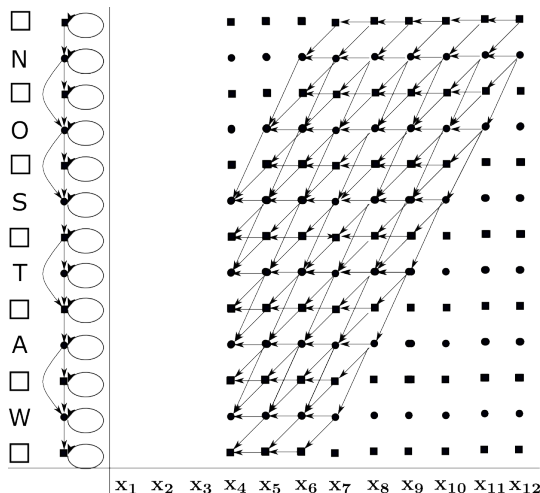 □
N
□
O
□
S
□
T
□
A
□
W
□
x₁ x₂ x₃ x₄ x₅ x₆ x₇ x₈ x₉ x₁₀ x₁₁ x₁₂